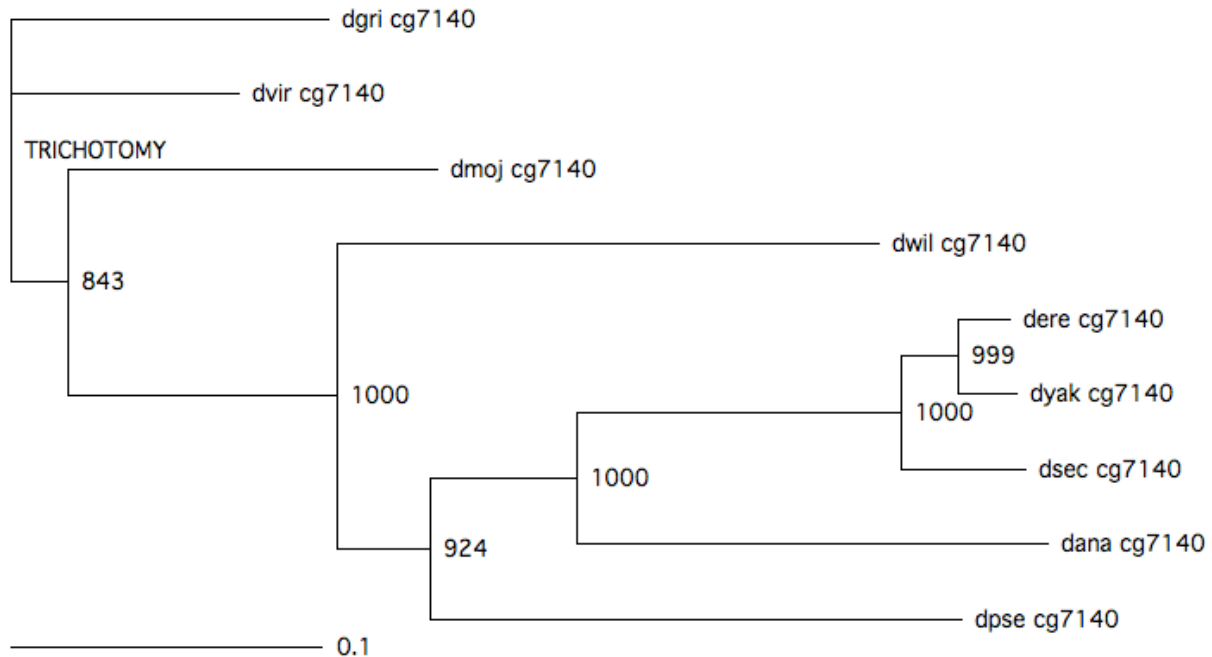 dgri cg7140
dvir cg7140
TRICHOTOMY
dmoj cg7140
dwil cg7140
843
dere cg7140
999
dyak cg7140
1000
1000
dsec cg7140
1000
dana cg7140
924
dpse cg7140
0.1